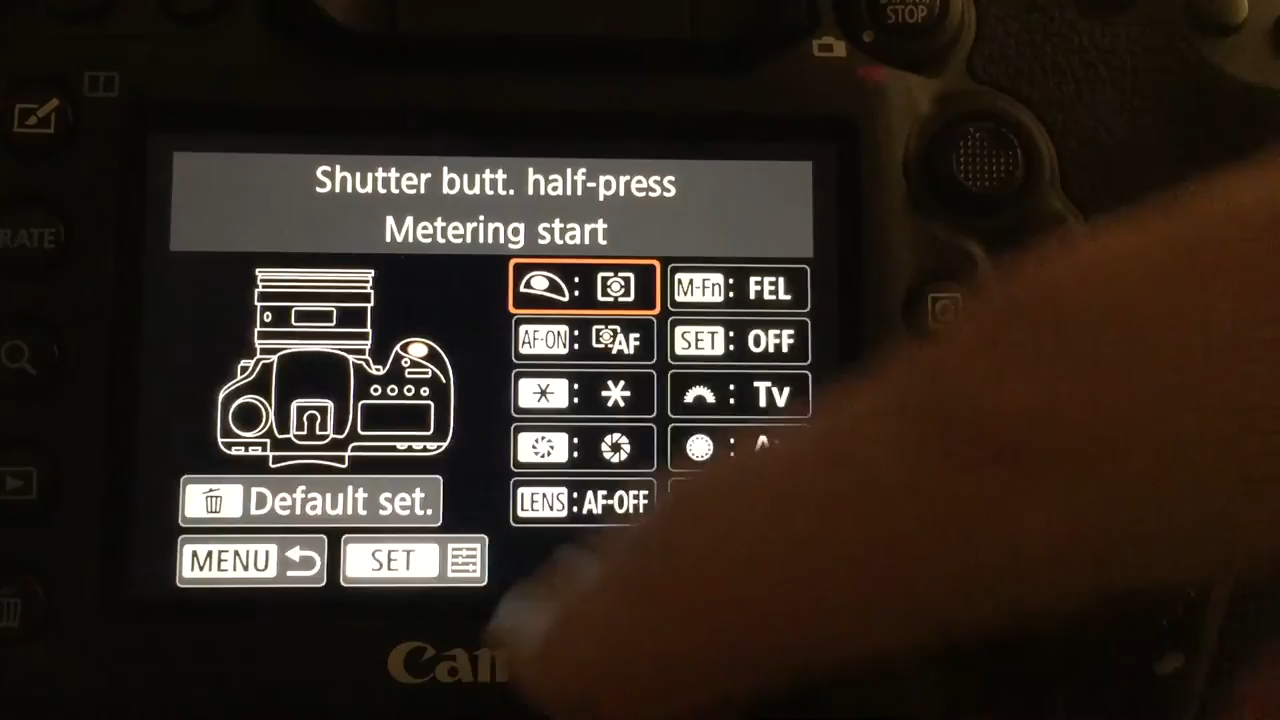 START
STOP
RATE
Shutter butt. half-press
Metering start
M-Fn : FEL
AF-ON : AF
SET : OFF
: Tv
LENS : AF-OFF
Default set.
MENU
SET